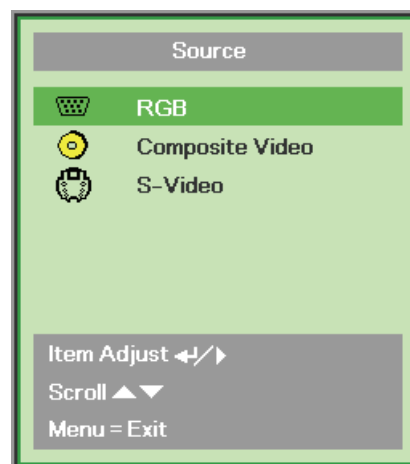 Source
RGB
Composite Video
S-Video
Item Adjust ↵/▶
Scroll ▲▼
Menu = Exit